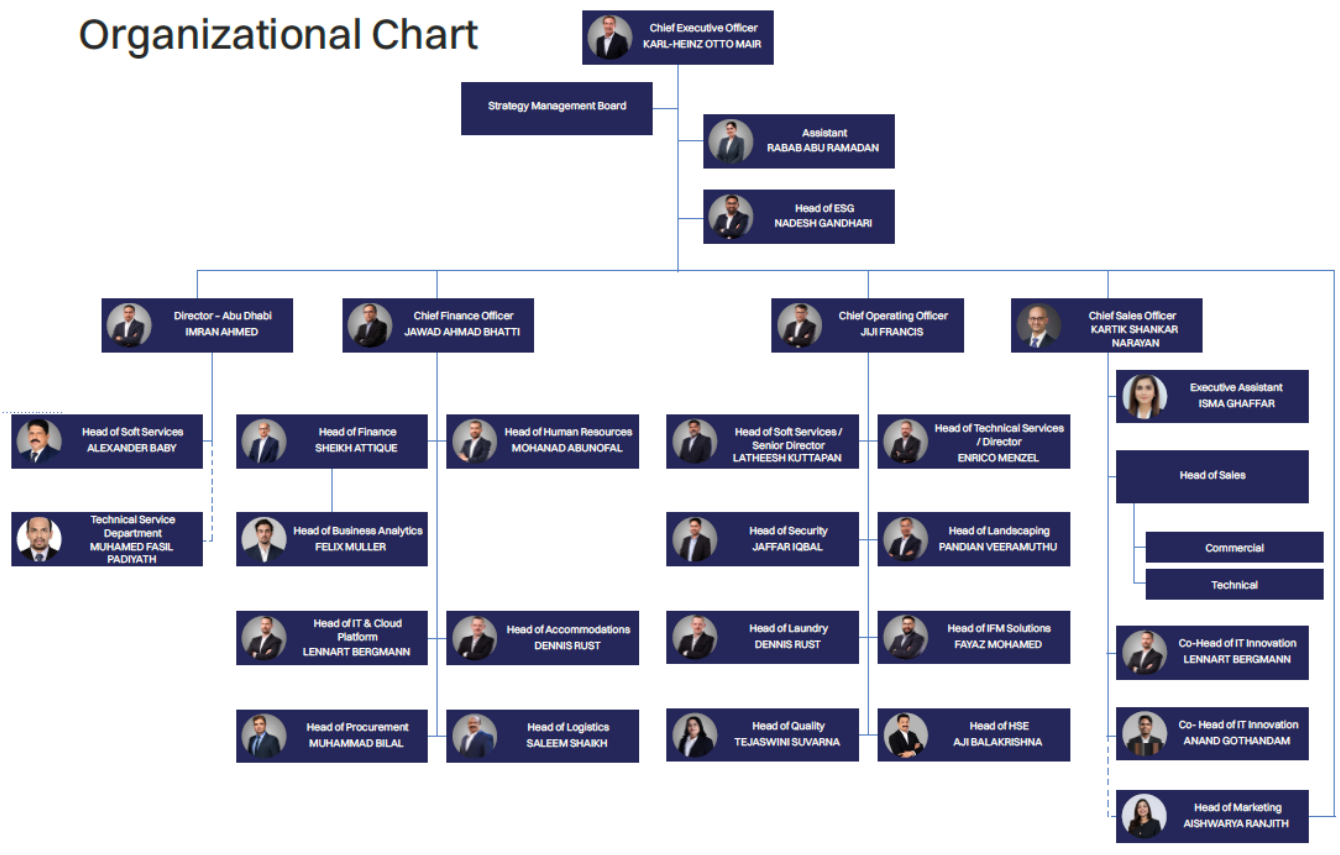 Organizational Chart
Chief Executive Officer
KARL-HEINZ OTTO MAIR
Strategy Management Board
Assistant
RABAB ABU RAMADAN
Head of ESG
NADESH GANDHARI
Director – Abu Dhabi
IMRAN AHMED
Chief Finance Officer
JAWAD AHMAD BHATTI
Chief Operating Officer
JIJI FRANCIS
Chief Sales Officer
KARTIK SHANKAR
NARAYAN
Executive Assistant
ISMA GHAFFAR
Head of Soft Services
ALEXANDER BABY
Head of Finance
SHEIKH ATTIQUE
Head of Human Resources
MOHANAD ABUNOFAL
Head of Soft Services /
Senior Director
LATHEESH KUTTAPAN
Head of Technical Services
/ Director
ENRICO MENZEL
Head of Sales
Technical Service
Department
MUHAMED FASIL
PADIYATH
Head of Business Analytics
FELIX MULLER
Head of Security
JAFFAR IQBAL
Head of Landscaping
PANDIAN VEERAMUTHU
Commercial
Technical
Head of IT & Cloud
Platform
LENNART BERGMANN
Head of Accommodations
DENNIS RUST
Head of Laundry
DENNIS RUST
Head of IFM Solutions
FAYAZ MOHAMED
Co-Head of IT Innovation
LENNART BERGMANN
Head of Procurement
MUHAMMAD BILAL
Head of Logistics
SALEEM SHAIKH
Head of Quality
TEJASWINI SUVARNA
Head of HSE
AJI BALAKRISHNA
Co- Head of IT Innovation
ANAND GOTHANDAM
Head of Marketing
AISHWARYA RANJITH